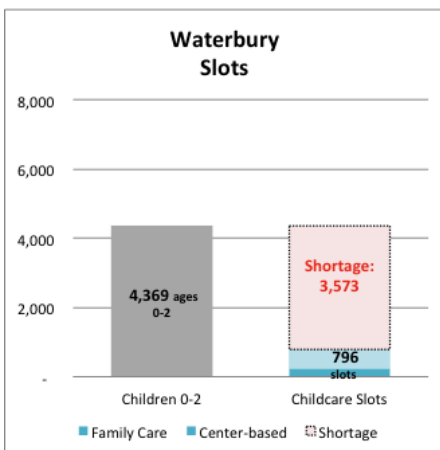 Waterbury
Slots
8,000
6,000
4,000
2,000
-
4,369 ages
0-2
Shortage:
3,573
796
slots
Children 0-2
Childcare Slots
Family Care
Center-based
Shortage